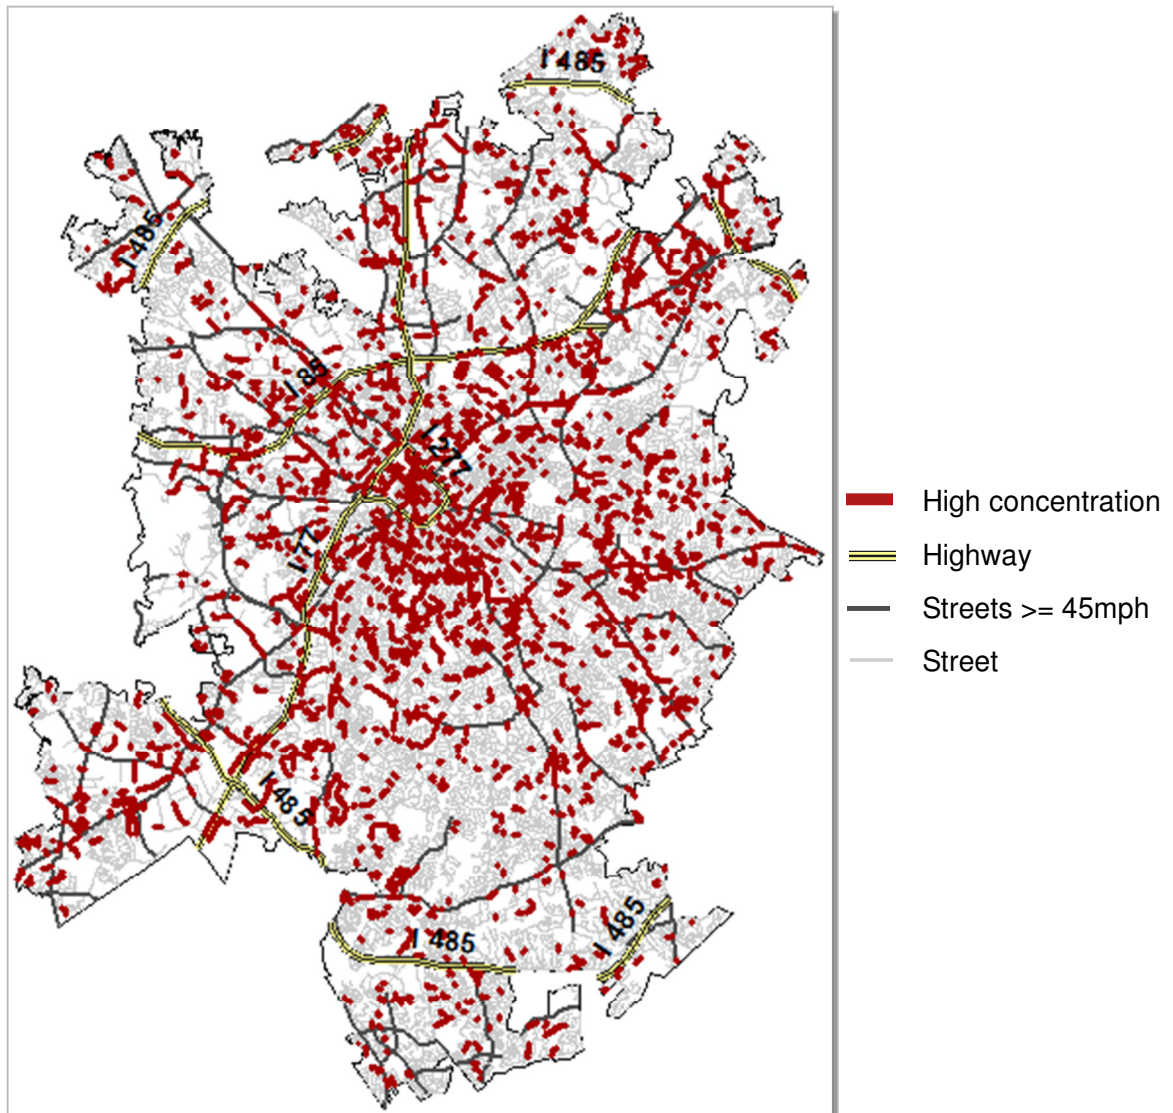 I 485
I 485
I 85
I 277
I 77
I 485
I 485
I 485
High concentration
Highway
Streets >= 45mph
Street